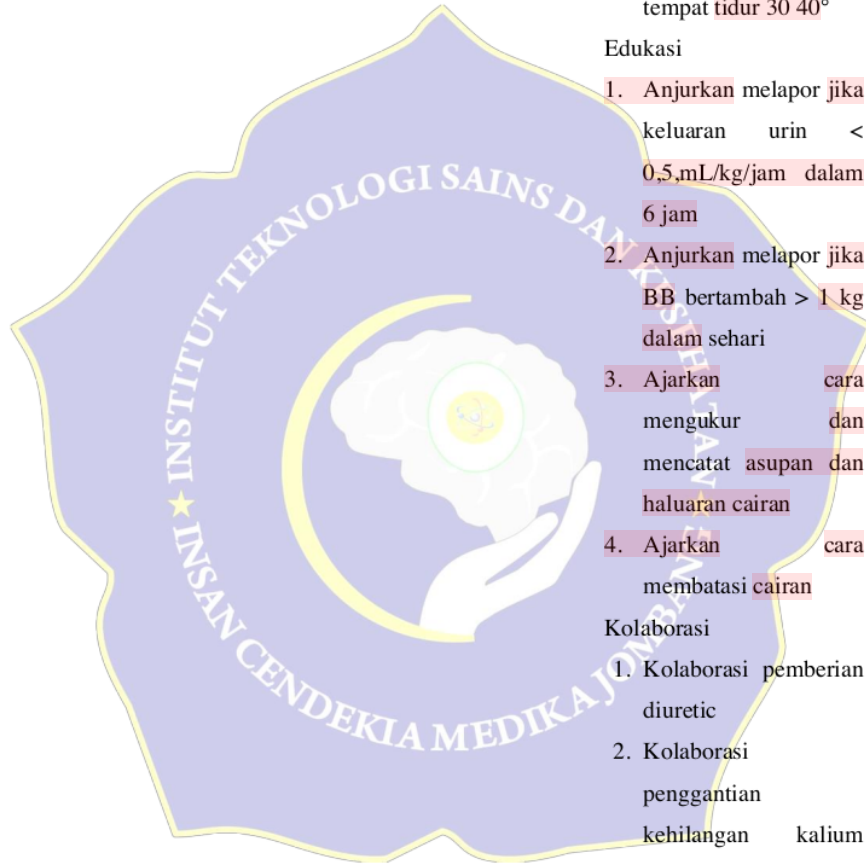 tempat tidur 30 40°
Edukasi
1. Anjurkan melapor jika
keluaran urin <
0,5,mL/kg/jam dalam
6 jam
2. Anjurkan melapor jika
BB bertambah > 1 kg
dalam sehari
3. Ajarkan cara
mengukur dan
mencatat asupan dan
haluaran cairan
4. Ajarkan cara
membatasi cairan
Kolaborasi
1. Kolaborasi pemberian
diuretic
2. Kolaborasi
penggantian
kehilangan kalium
INSTITUT TEKNOLOGI SAINS DAN KESEHATAN
INSAN CENDEKIA MEDIKA JOMBANG